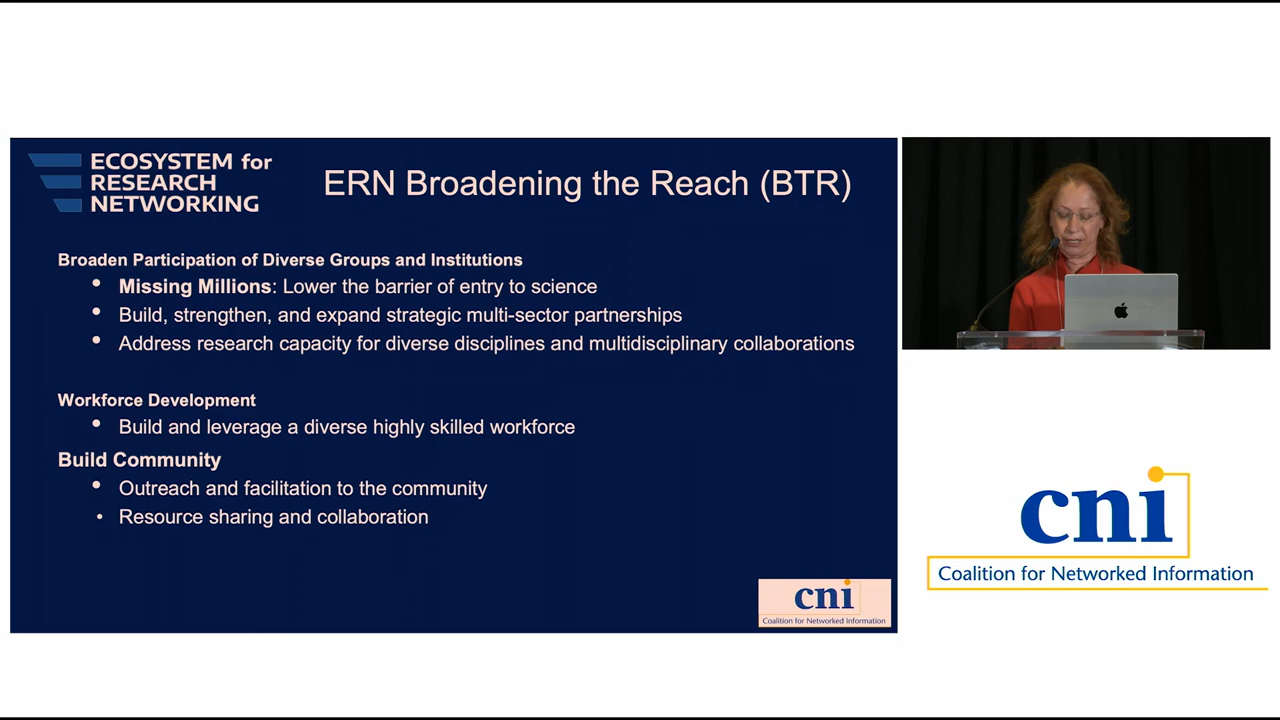 ECOSYSTEM for
RESEARCH
NETWORKING
ERN Broadening the Reach (BTR)
Broaden Participation of Diverse Groups and Institutions
• Missing Millions: Lower the barrier of entry to science
• Build, strengthen, and expand strategic multi-sector partnerships
• Address research capacity for diverse disciplines and multidisciplinary collaborations
Workforce Development
• Build and leverage a diverse highly skilled workforce
Build Community
• Outreach and facilitation to the community
• Resource sharing and collaboration
cni
Coalition for Networked Information
cni
Coalition for Networked Information